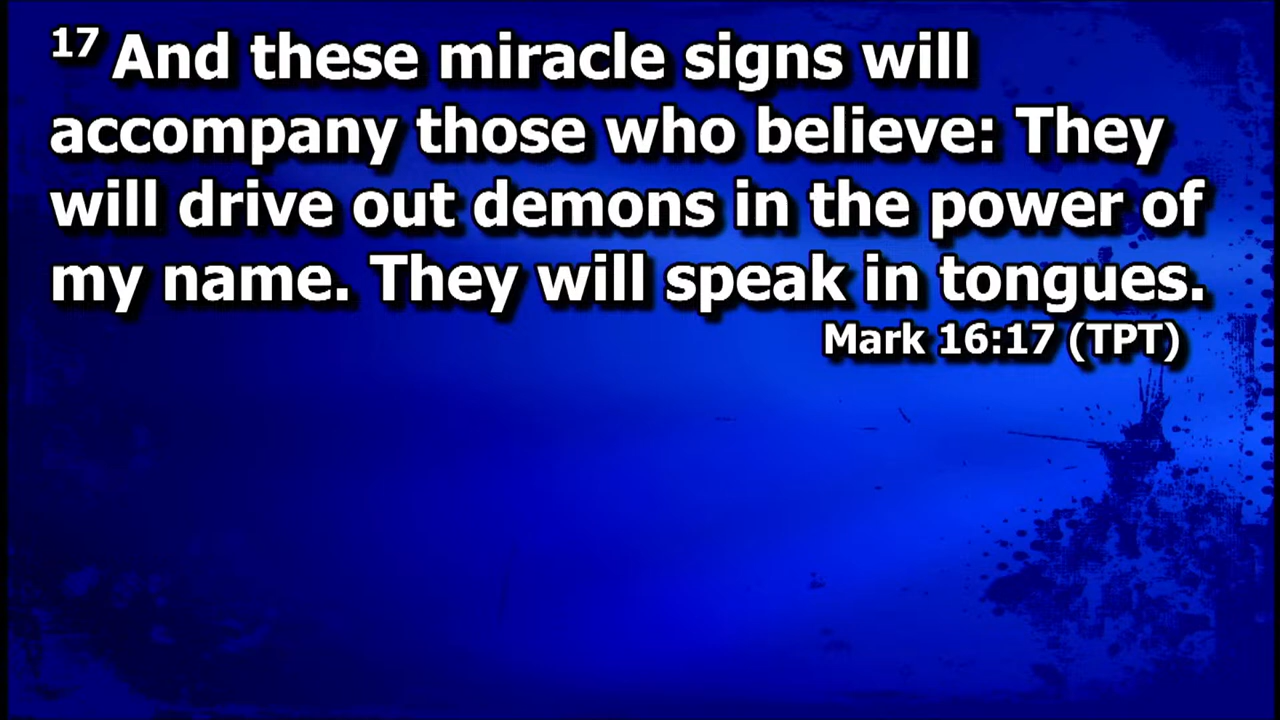 17 And these miracle signs will
accompany those who believe: They
will drive out demons in the power of
my name. They will speak in tongues.
Mark 16:17 (TPT)